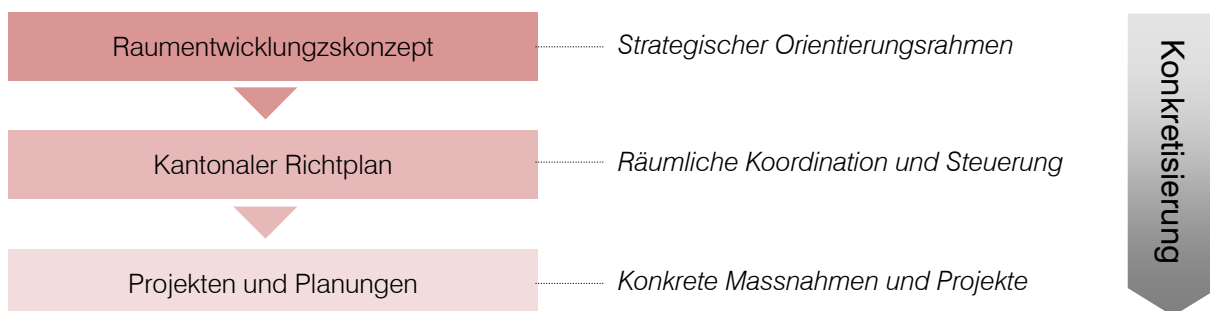 Raumentwicklungzskonzept
Strategischer Orientierungsrahmen
Kantonaler Richtplan
Räumliche Koordination und Steuerung
Projekten und Planungen
Konkrete Massnahmen und Projekte
Konkretisierung